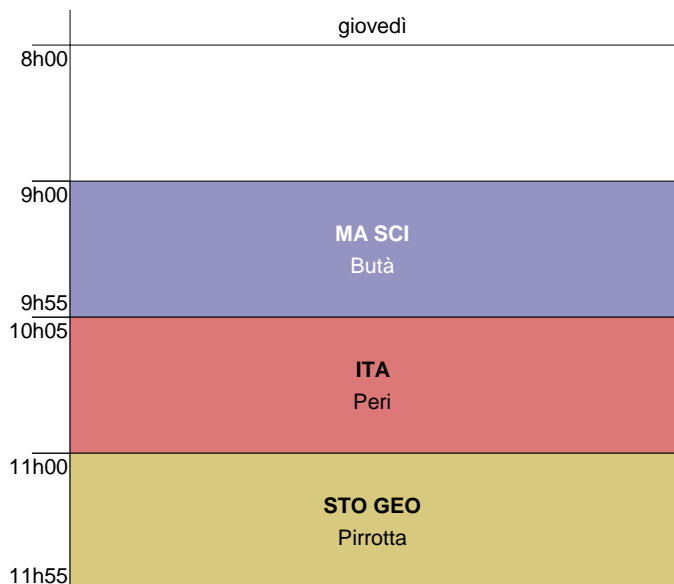 giovedì
8h00
9h00
MA SCI
Butà
9h55
10h05
ITA
Peri
11h00
STO GEO
Pirrotta
11h55